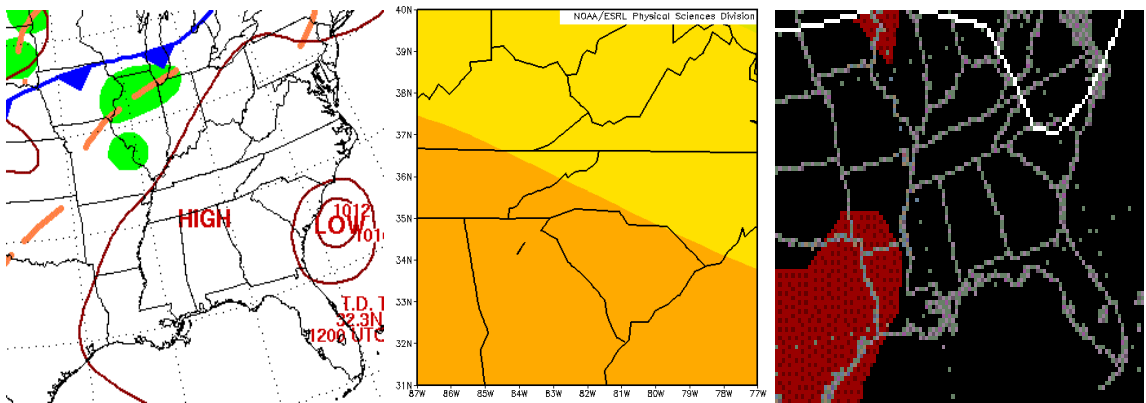 HIGH
1012
LOW
101
T.D. T
32.3N
1200 UTC
NOAA/ESRL Physical Sciences Division
40N
39N
38N
37N
36N
35N
34N
33N
32N
31N
87W 85W 84W 83W 82W 81W 80W 79W 78W 77W